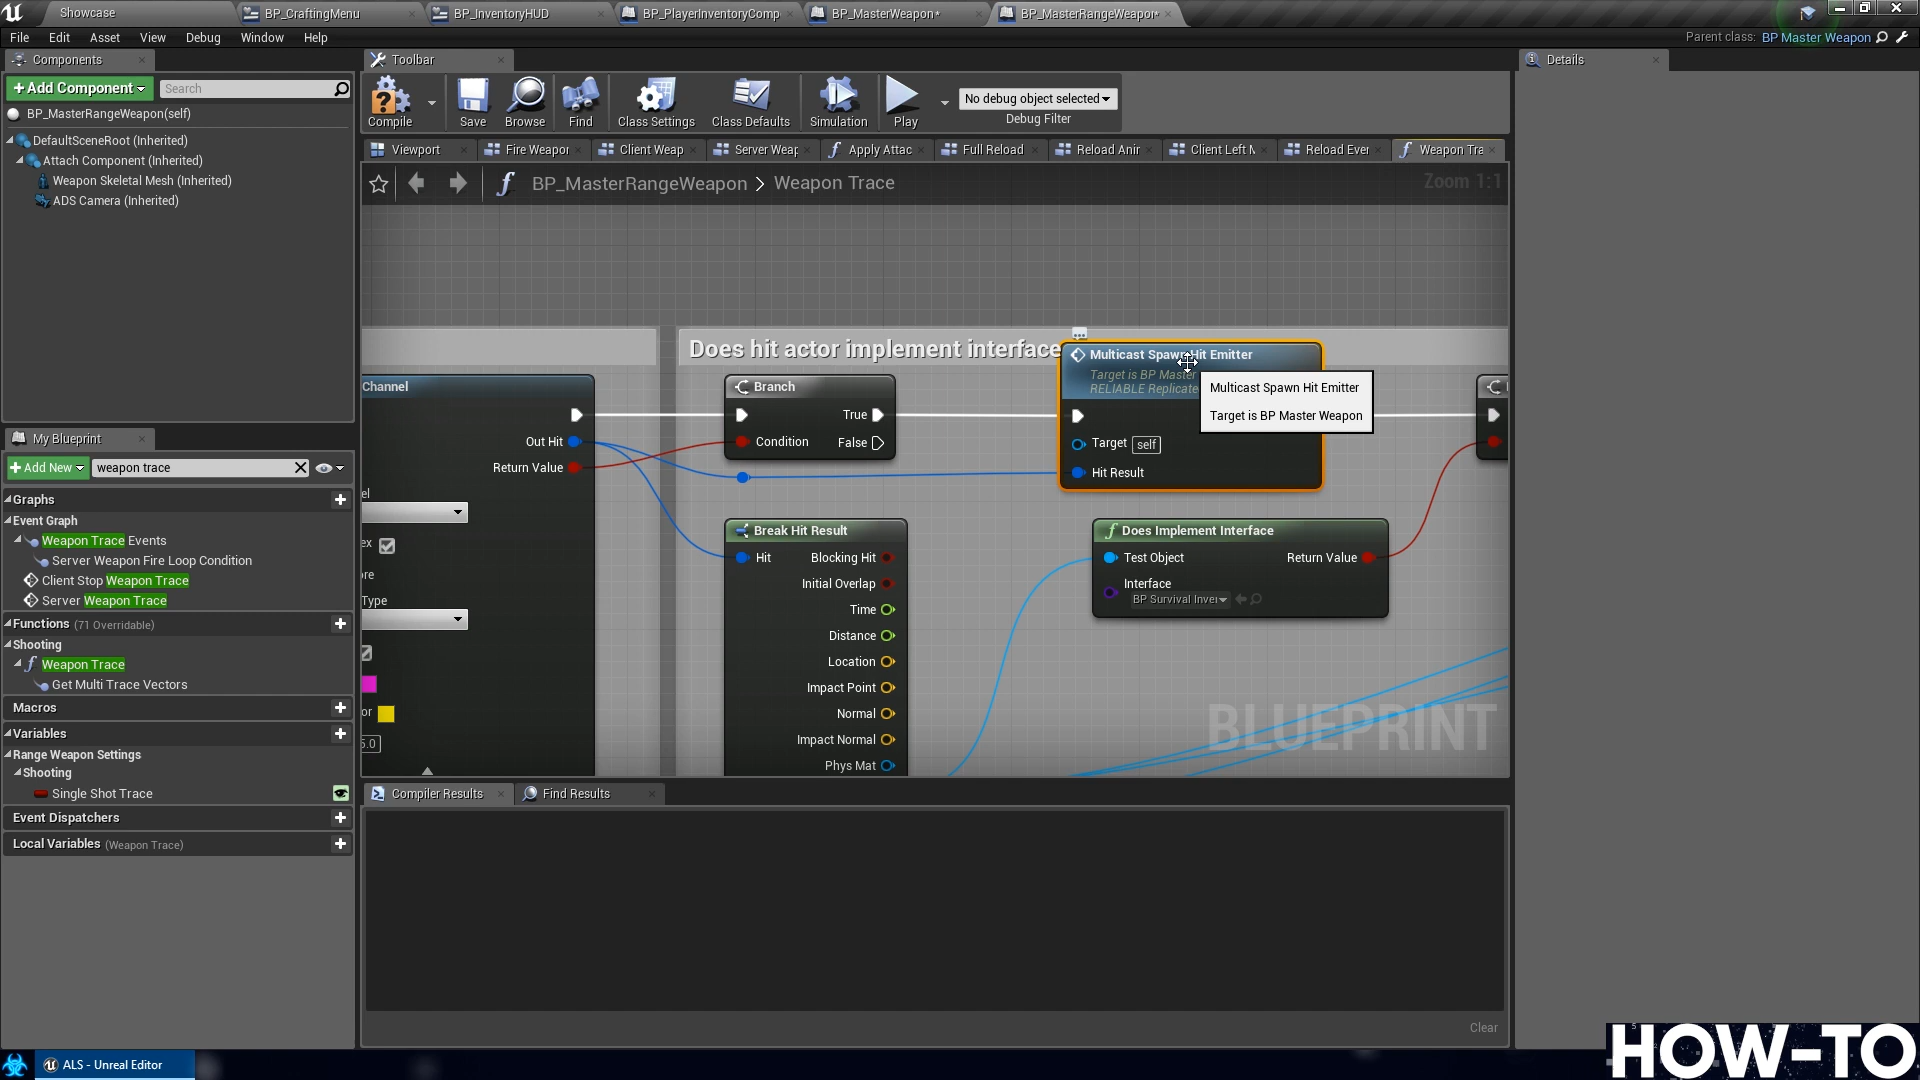 Showcase
BP_CraftingMenu
BP_InventoryHUD
BP_PlayerInventoryComp
BP_MasterWeapon*
BP_MasterRangeWeapon*
File Edit Asset View Debug Window Help
Parent class: BP Master Weapon
Components
Toolbar
Details
+Add Component
Search
BP_MasterRangeWeapon(self)
DefaultSceneRoot (Inherited)
Attach Component (Inherited)
Weapon Skeletal Mesh (Inherited)
ADS Camera (Inherited)
Compile
Save
Browse
Find
Class Settings
Class Defaults
Simulation
Play
No debug object selected
Debug Filter
Viewport
Fire Weapon
Client Weap
Server Weap
Apply Attac
Full Reload
Reload Anir
Client Left M
Reload Ever
Weapon Tra
BP_MasterRangeWeapon > Weapon Trace
Zoom 1:1
Does hit actor implement interface
Channel
Out Hit
Return Value
Branch
True
Condition
False
Multicast Spawn Hit Emitter
Target is BP Master
RELIABLE Replicate
Target self
Hit Result
Multicast Spawn Hit Emitter
Target is BP Master Weapon
Break Hit Result
Hit
Blocking Hit
Initial Overlap
Time
Distance
Location
Impact Point
Normal
Impact Normal
Phys Mat
Does Implement Interface
Test Object
Return Value
Interface
BP Survival Inver
el
ex
ore
Type
or
5.0
BLUEPRINT
My Blueprint
+Add New
weapon trace
Graphs
Event Graph
Weapon Trace Events
Server Weapon Fire Loop Condition
Client Stop Weapon Trace
Server Weapon Trace
Functions (71 Overridable)
Shooting
Weapon Trace
Get Multi Trace Vectors
Macros
Variables
Range Weapon Settings
Shooting
Single Shot Trace
Event Dispatchers
Local Variables (Weapon Trace)
Compiler Results
Find Results
Clear
ALS - Unreal Editor
HOW-TO